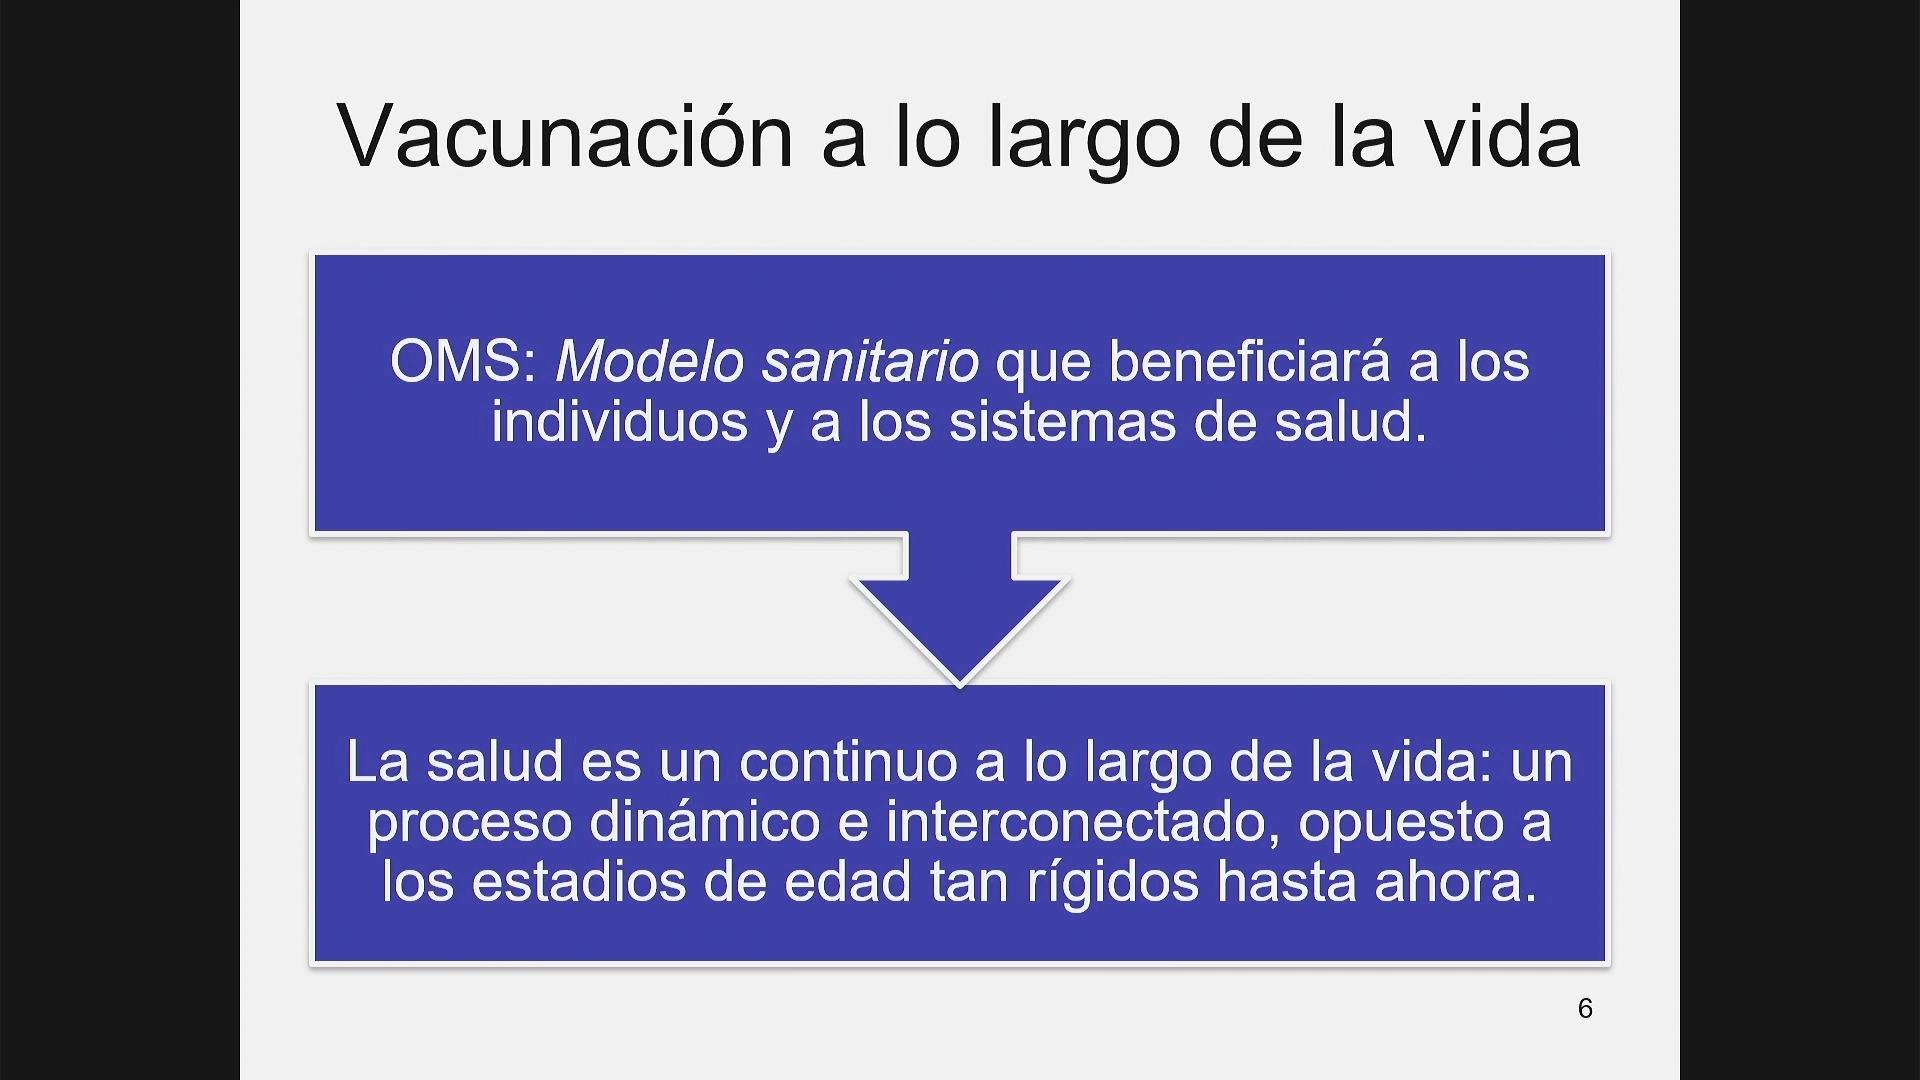 Vacunación a lo largo de la vida
OMS: Modelo sanitario que beneficiará a los
individuos y a los sistemas de salud.
La salud es un continuo a lo largo de la vida: un
proceso dinámico e interconectado, opuesto a
los estadios de edad tan rígidos hasta ahora.
6